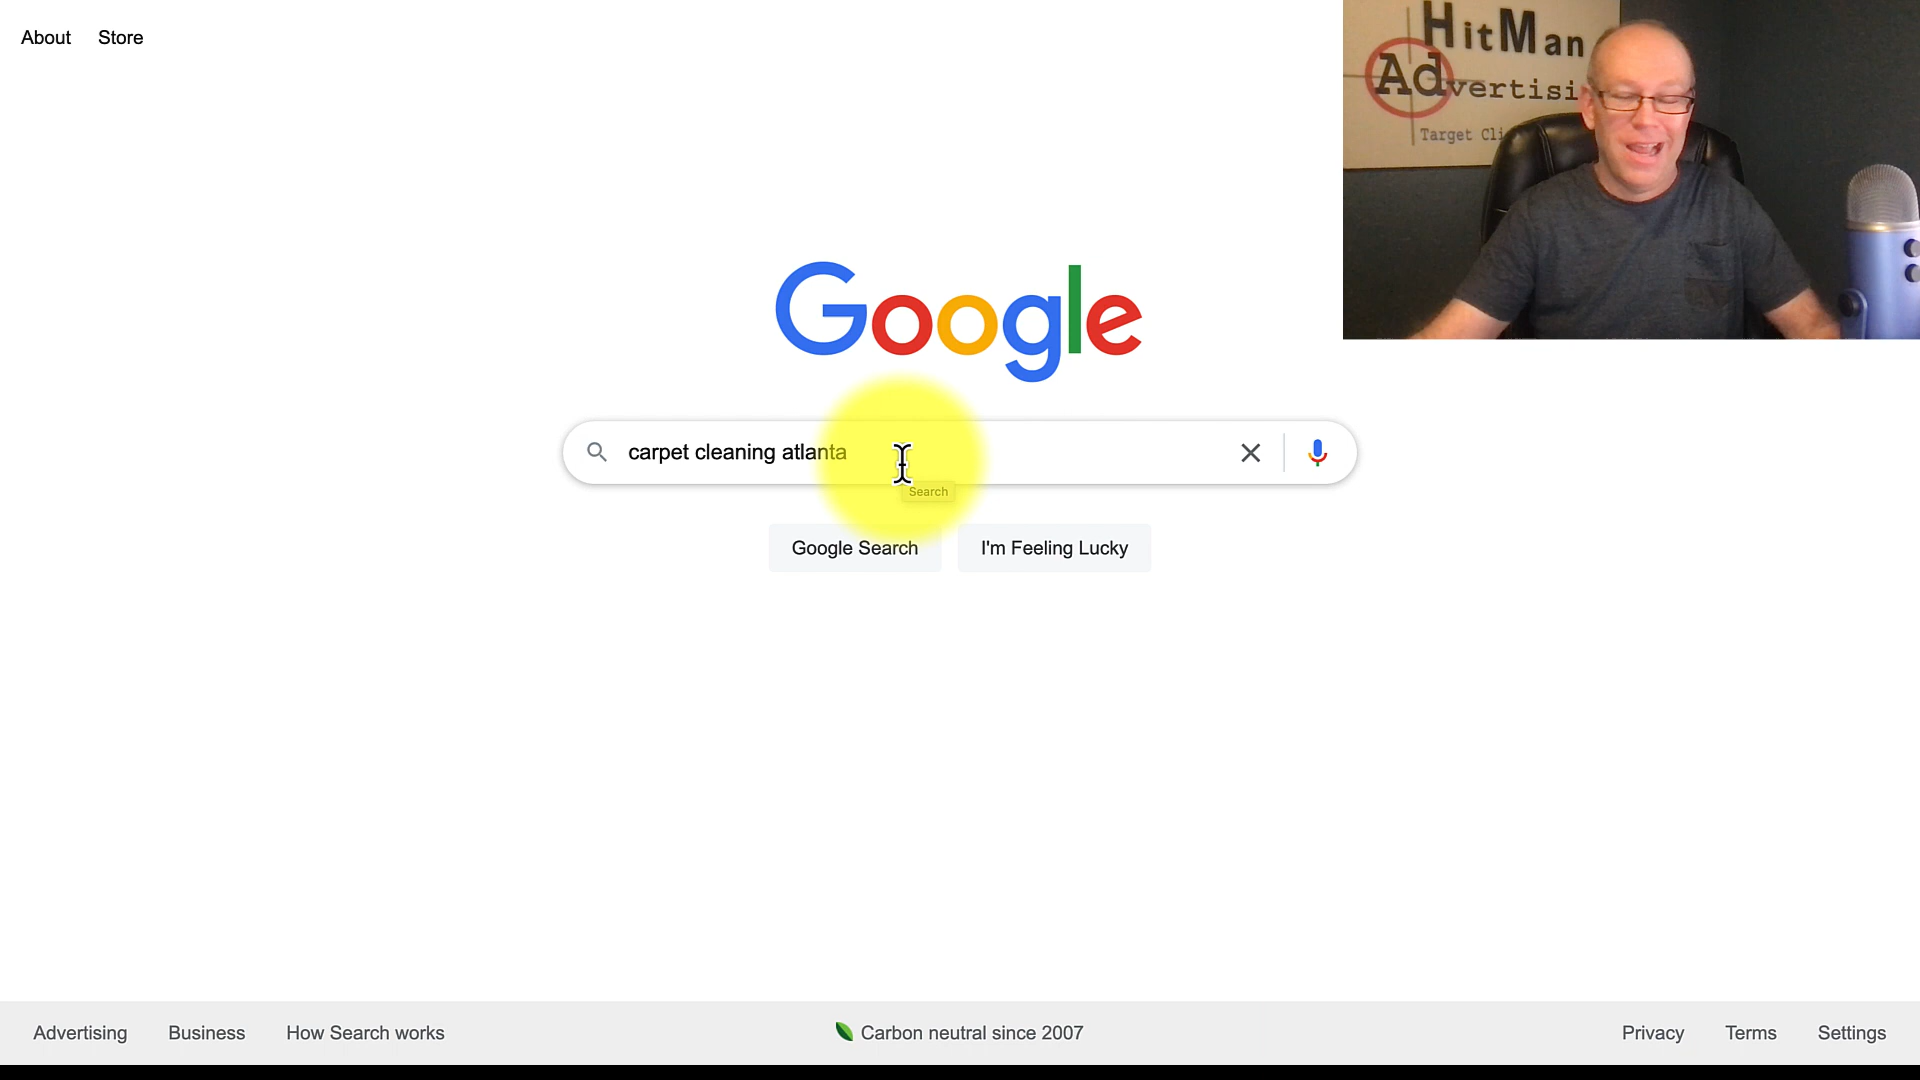 About Store
HitMan
Advertisi
Target Cli
Google
carpet cleaning atlanta
Search
Google Search I'm Feeling Lucky
Advertising Business How Search works Carbon neutral since 2007 Privacy Terms Settings